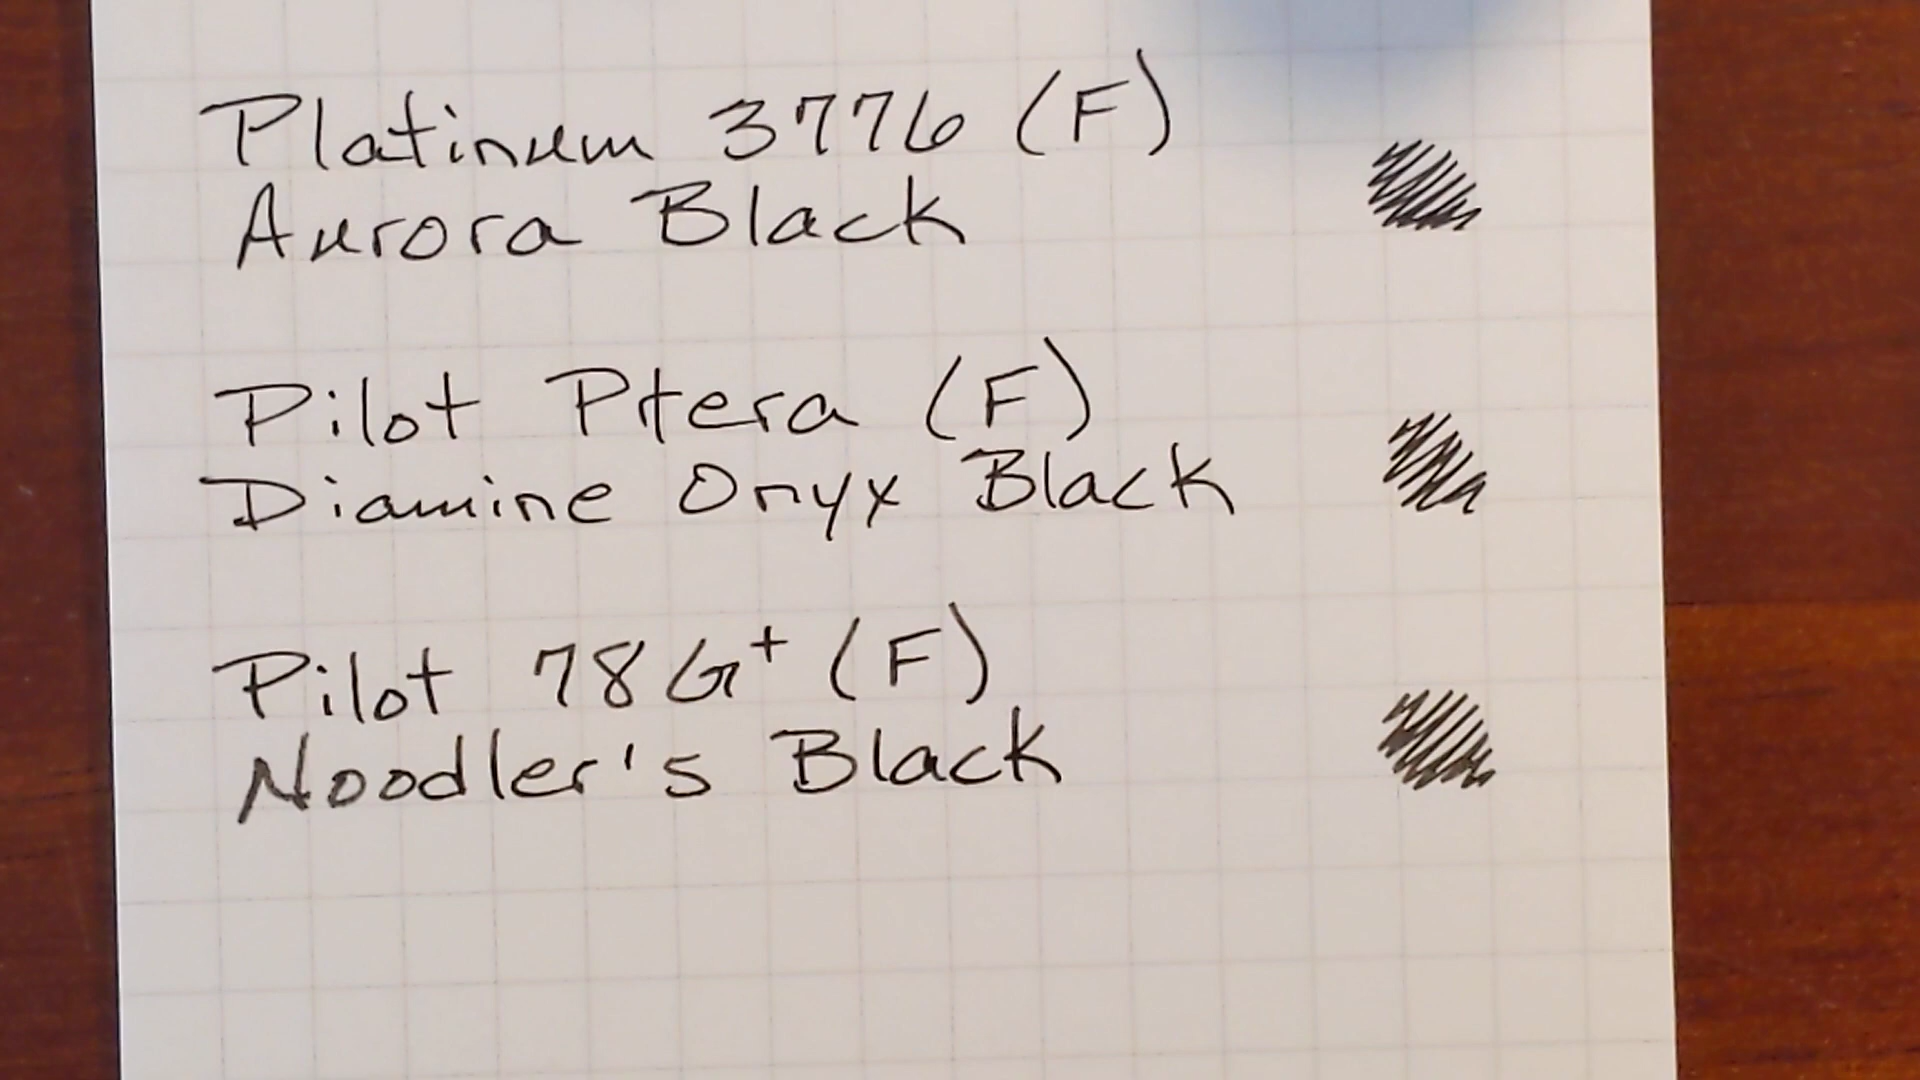 Platinum 3776 (F)
Aurora Black
Pilot Ptera (F)
Diamine Onyx Black
Pilot 78G+ (F)
Noodler's Black